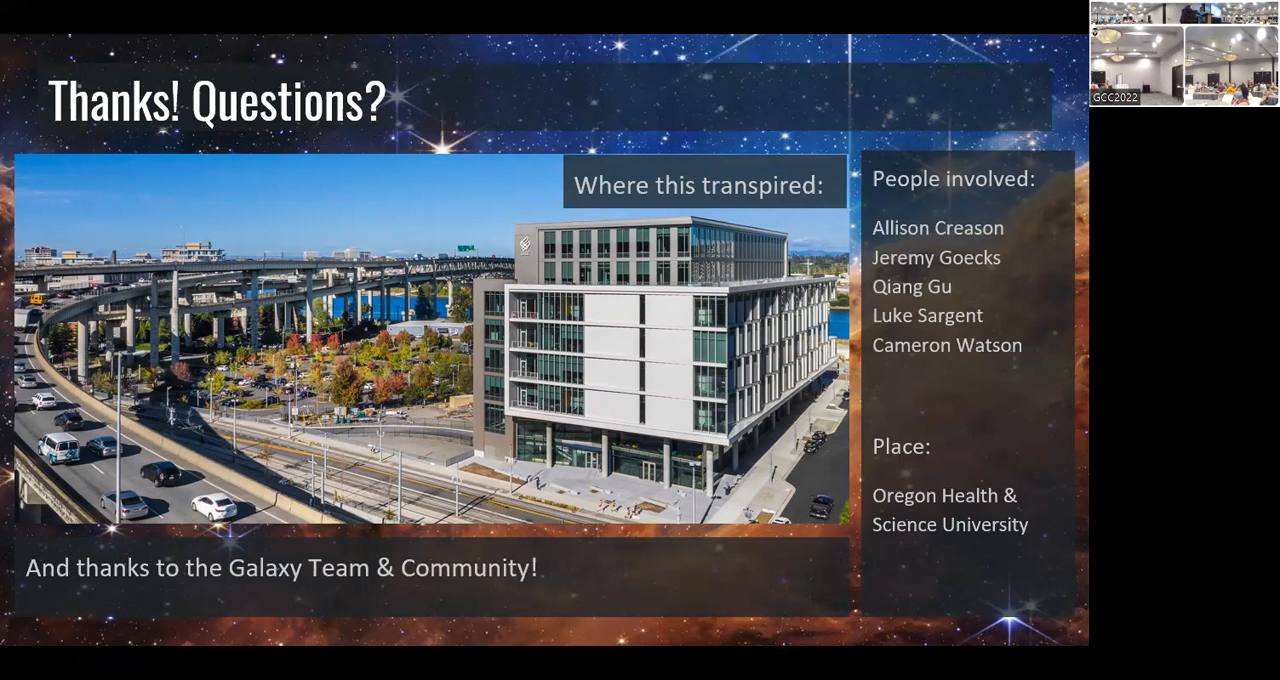 Thanks! Questions?
Where this transpired:
People involved:
Allison Creason
Jeremy Goecks
Qiang Gu
Luke Sargent
Cameron Watson
Place:
Oregon Health &
Science University
And thanks to the Galaxy Team & Community!
GCC2022